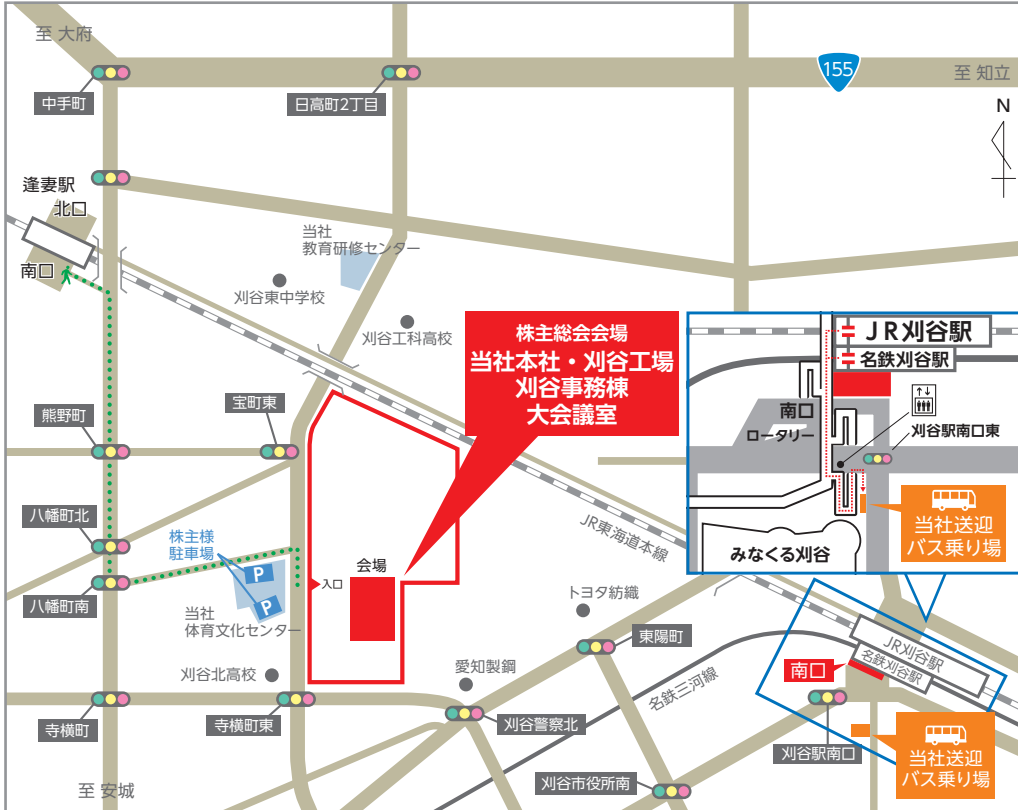 至 大府
155
至 知立
中手町
日高町2丁目
N
逢妻駅
北口
南口
当社
教育研修センター
刈谷東中学校
刈谷工科高校
株主総会会場
当社本社・刈谷工場
刈谷事務棟
大会議室
JR刈谷駅
名鉄刈谷駅
南口
ロータリー
刈谷駅南口東
当社送迎
バス乗り場
みなくる刈谷
熊野町
宝町東
八幡町北
JR東海道本線
株主様
駐車場
P
P
入口
会場
八幡町南
当社
体育文化センター
トヨタ紡織
東陽町
刈谷北高校
愛知製鋼
名鉄三河線
JR刈谷駅
名鉄刈谷駅
南口
寺横町
寺横町東
刈谷警察北
刈谷駅南口
当社送迎
バス乗り場
刈谷市役所南
至 安城